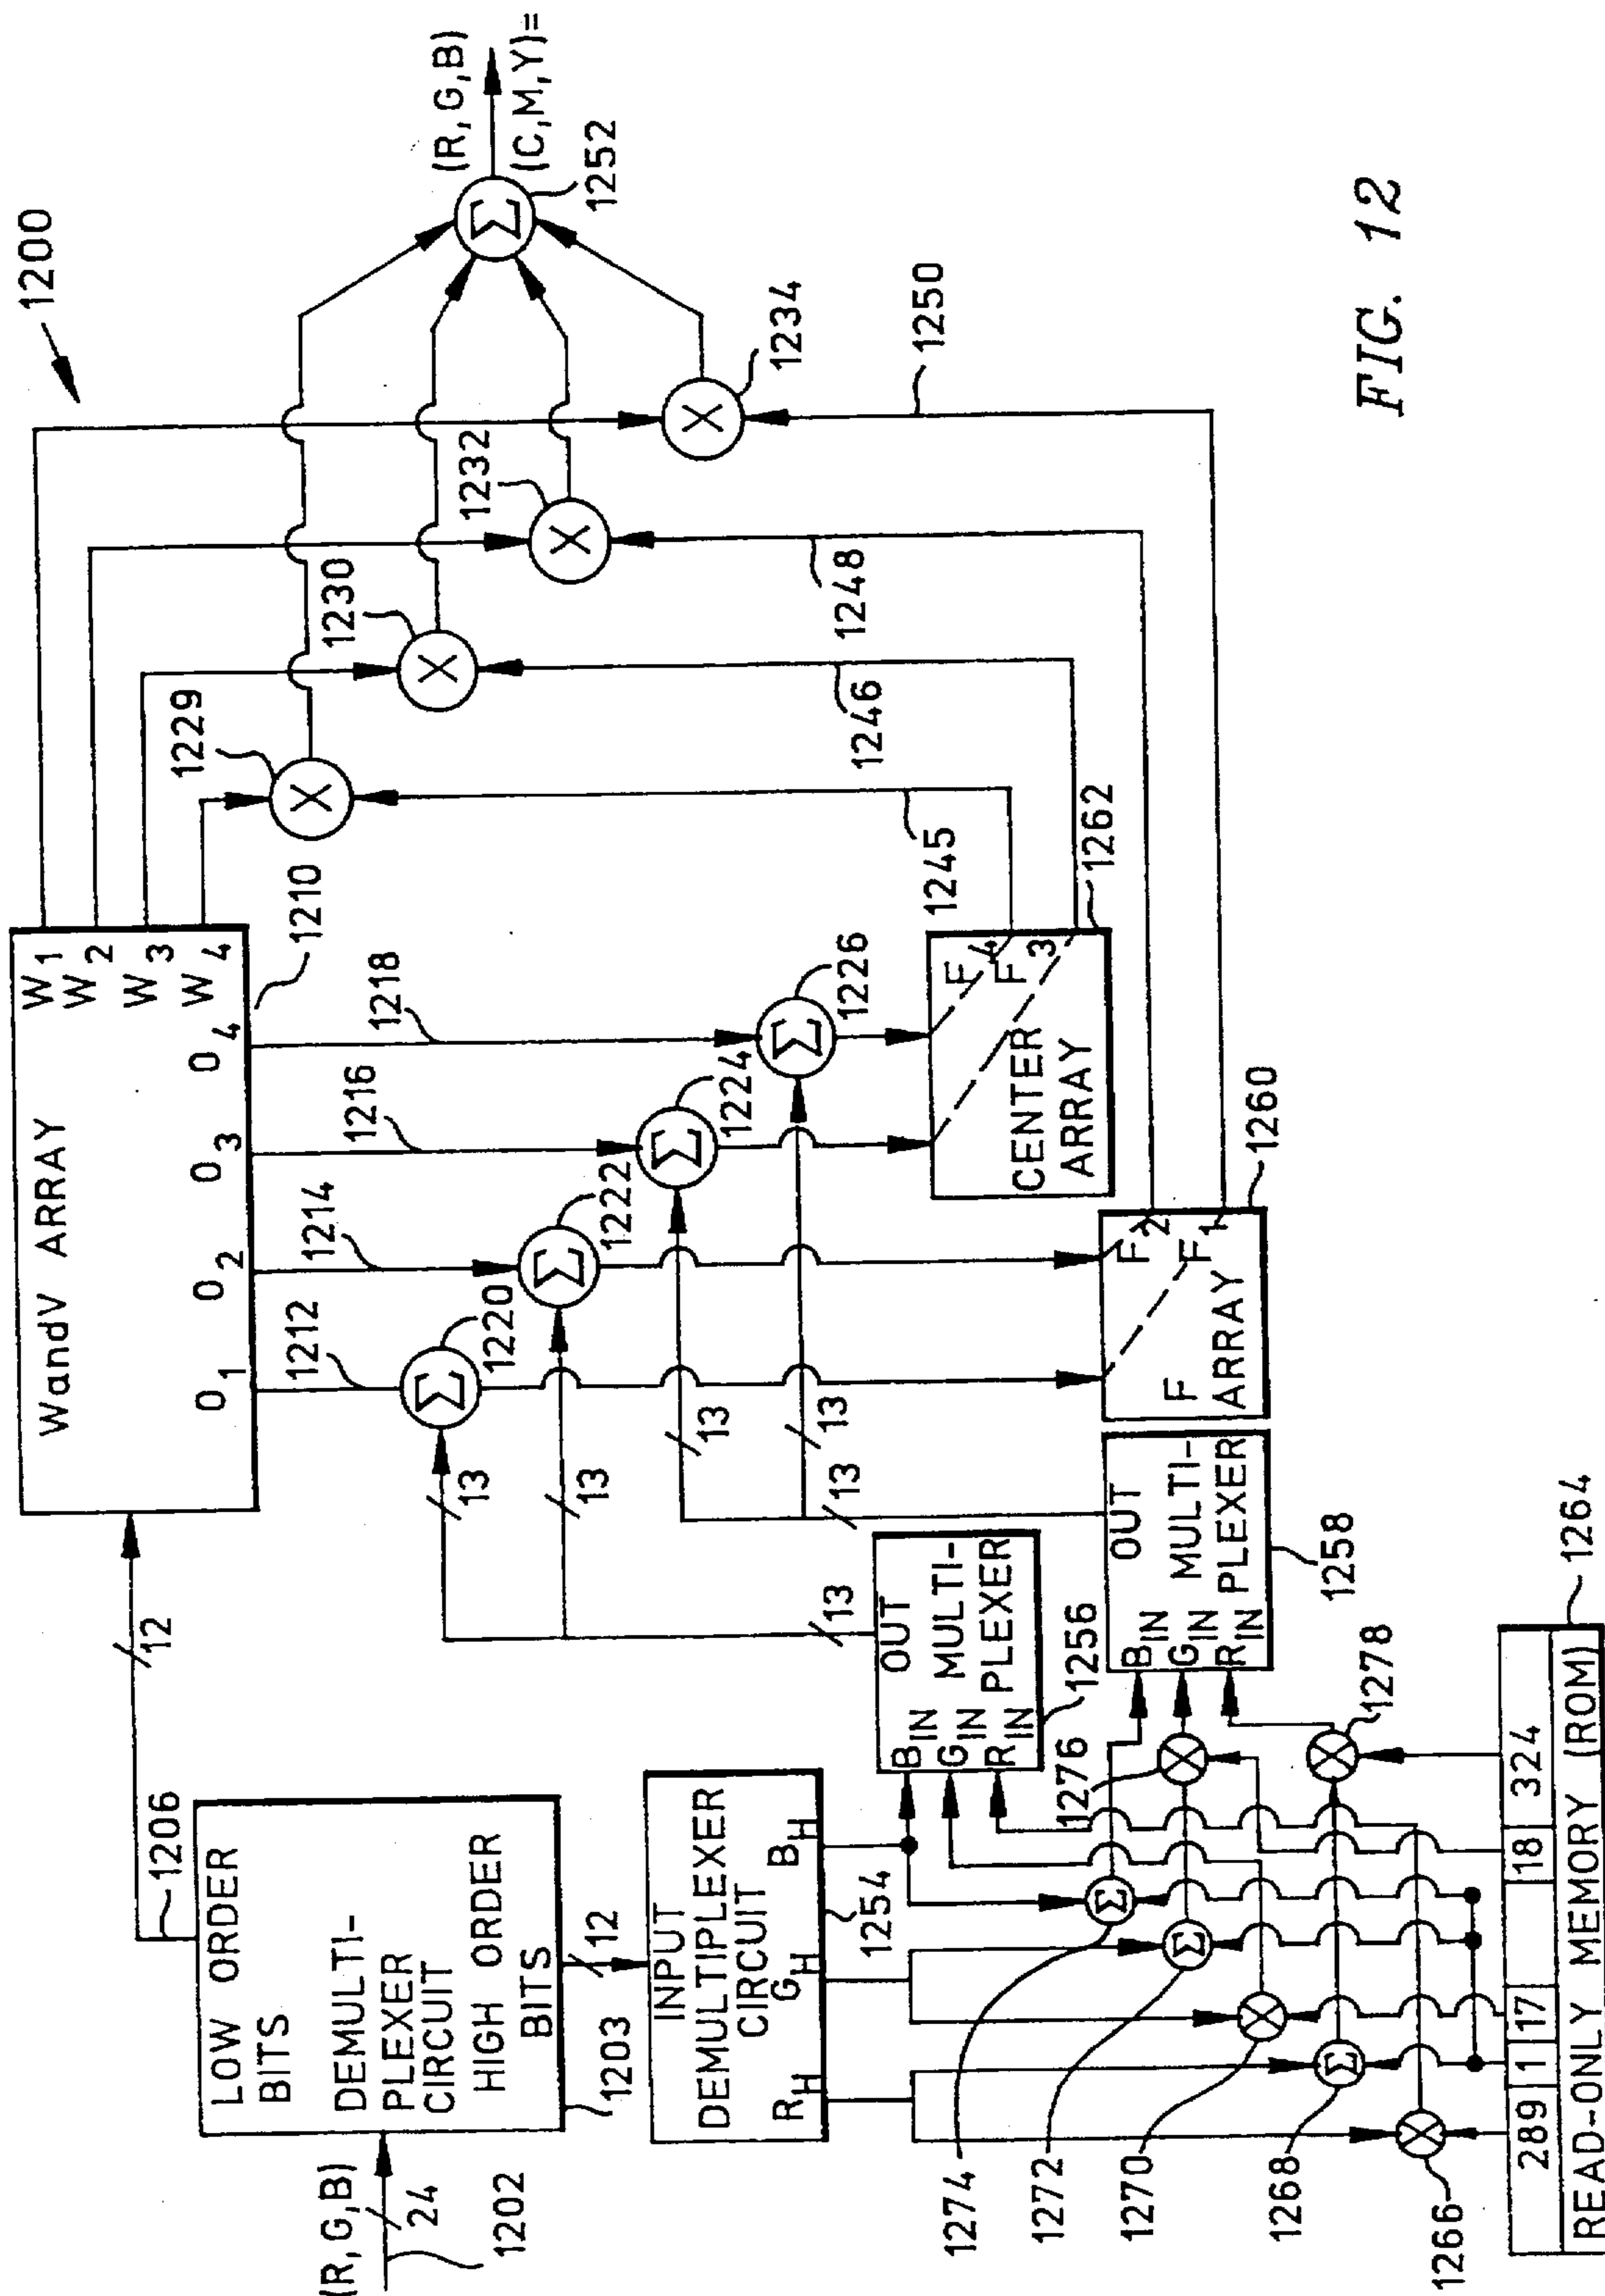 1200
(R,G,B)
24
1202
LOW ORDER
BITS
DEMULTI-
PLEXER
CIRCUIT
HIGH ORDER
BITS
1203
1206
12
12
WandV ARRAY
W1
W2
W3
W4
O1
O2
O3
O4
1210
1212
1214
1216
1218
1220
1222
1224
1226
Σ
Σ
Σ
Σ
13
13
13
13
13
13
1229
1230
1232
1234
X
X
X
X
1245
1246
1248
1250
Σ
1252
(R,G,B)
(C,M,Y)=
INPUT
DEMULTIPLEXER
CIRCUIT
RH
GH
BH
1254
OUT
MULTI-
PLEXER
BIN
GIN
RIN
1256
OUT
MULTI-
PLEXER
BIN
GIN
RIN
1258
F
ARRAY
F2
F1
1260
CENTER
ARRAY
F4
F3
1262
1274
1272
1270
1268
1266
1276
1278
Σ
Σ
X
Σ
X
X
X
289
1
17
18
324
READ-ONLY MEMORY (ROM)
1264
FIG. 12